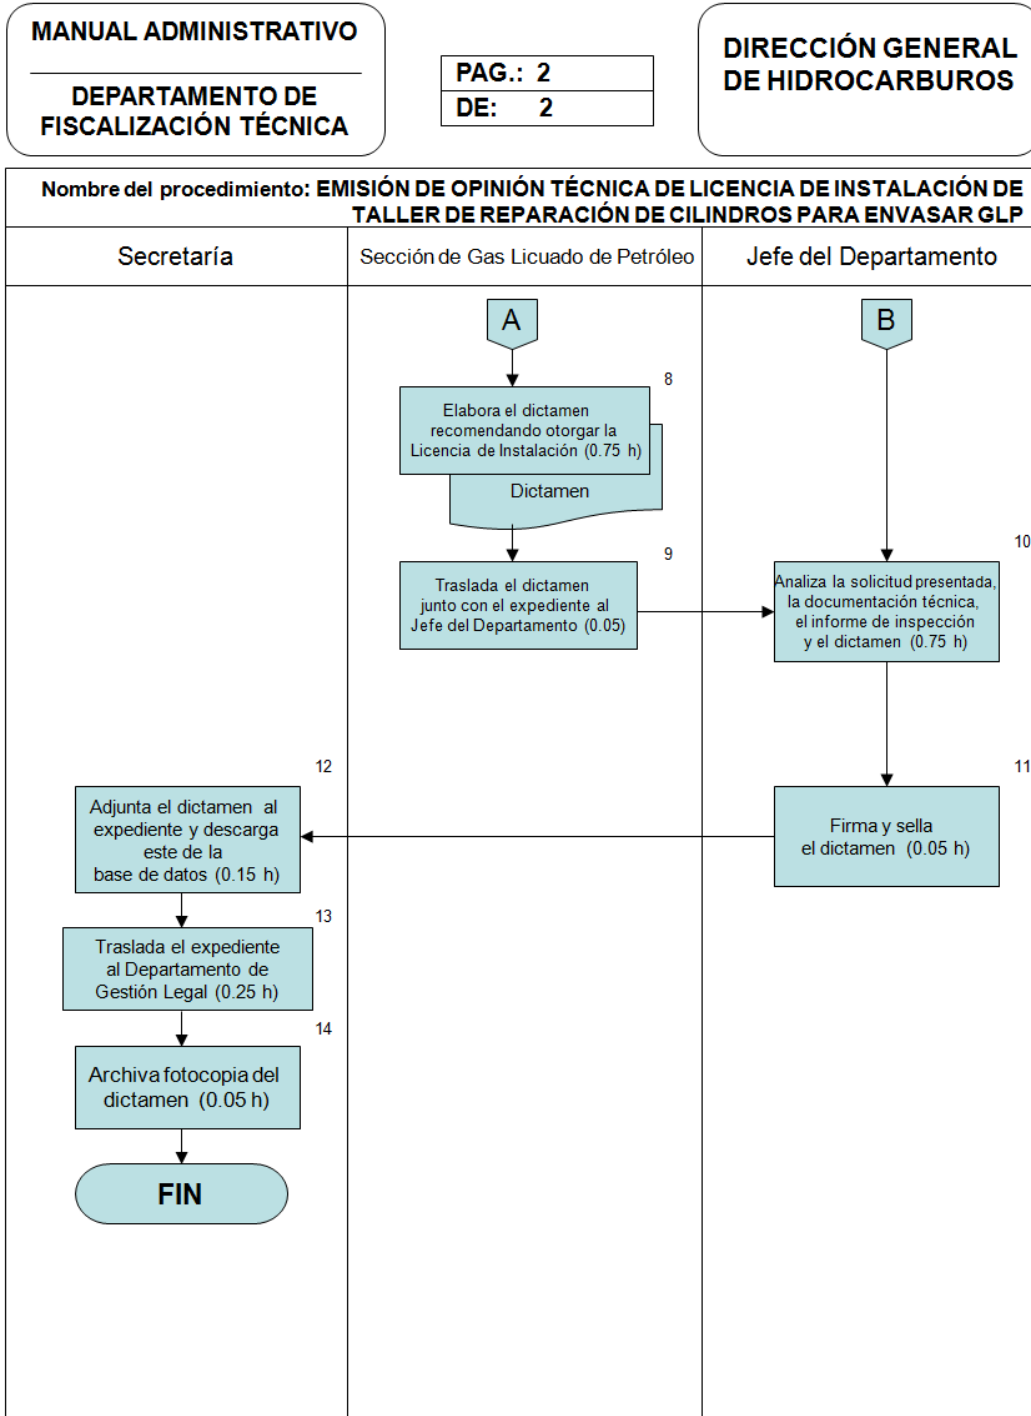 MANUAL ADMINISTRATIVO
DEPARTAMENTO DE
FISCALIZACIÓN TÉCNICA
PAG.: 2
DE: 2
DIRECCIÓN GENERAL
DE HIDROCARBUROS
Nombre del procedimiento: EMISIÓN DE OPINIÓN TÉCNICA DE LICENCIA DE INSTALACIÓN DE
TALLER DE REPARACIÓN DE CILINDROS PARA ENVASAR GLP
Secretaría
Sección de Gas Licuado de Petróleo
Jefe del Departamento
A
B
8
Elabora el dictamen
recomendando otorgar la
Licencia de Instalación (0.75 h)
Dictamen
9
Traslada el dictamen
junto con el expediente al
Jefe del Departamento (0.05)
10
Analiza la solicitud presentada,
la documentación técnica,
el informe de inspección
y el dictamen (0.75 h)
11
Firma y sella
el dictamen (0.05 h)
12
Adjunta el dictamen al
expediente y descarga
este de la
base de datos (0.15 h)
13
Traslada el expediente
al Departamento de
Gestión Legal (0.25 h)
14
Archiva fotocopia del
dictamen (0.05 h)
FIN